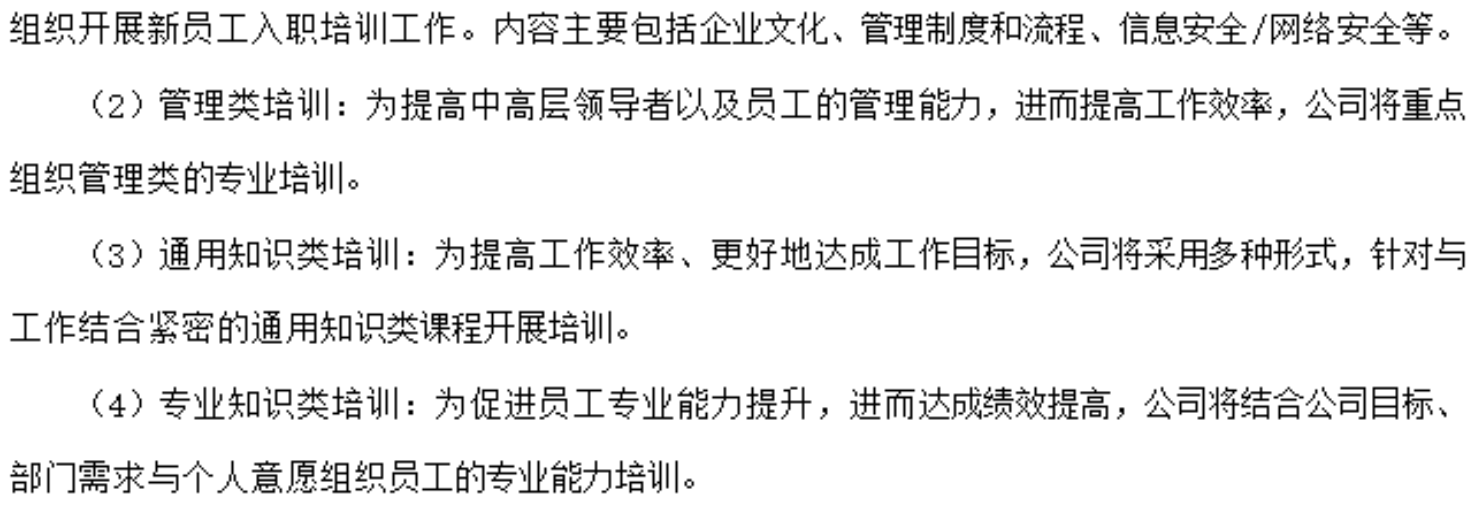 组织开展新员工入职培训工作。内容主要包括企业文化、管理制度和流程、信息安全/网络安全等。
（2）管理类培训：为提高中高层领导者以及员工的管理能力，进而提高工作效率，公司将重点
组织管理类的专业培训。
（3）通用知识类培训：为提高工作效率、更好地达成工作目标，公司将采用多种形式，针对与
工作结合紧密的通用知识类课程开展培训。
（4）专业知识类培训：为促进员工专业能力提升，进而达成绩效提高，公司将结合公司目标、
部门需求与个人意愿组织员工的专业能力培训。